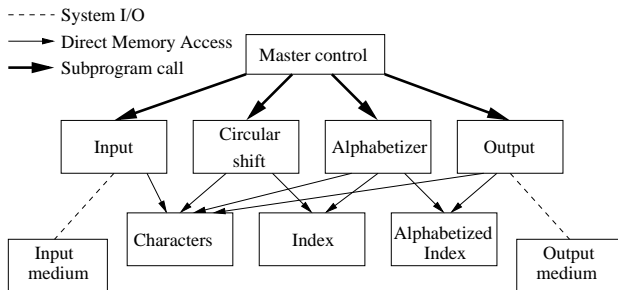 System I/O
Direct Memory Access
Subprogram call
Master control
Input
Circular
shift
Alphabetizer
Output
Characters
Index
Alphabetized
Index
Input
medium
Output
medium